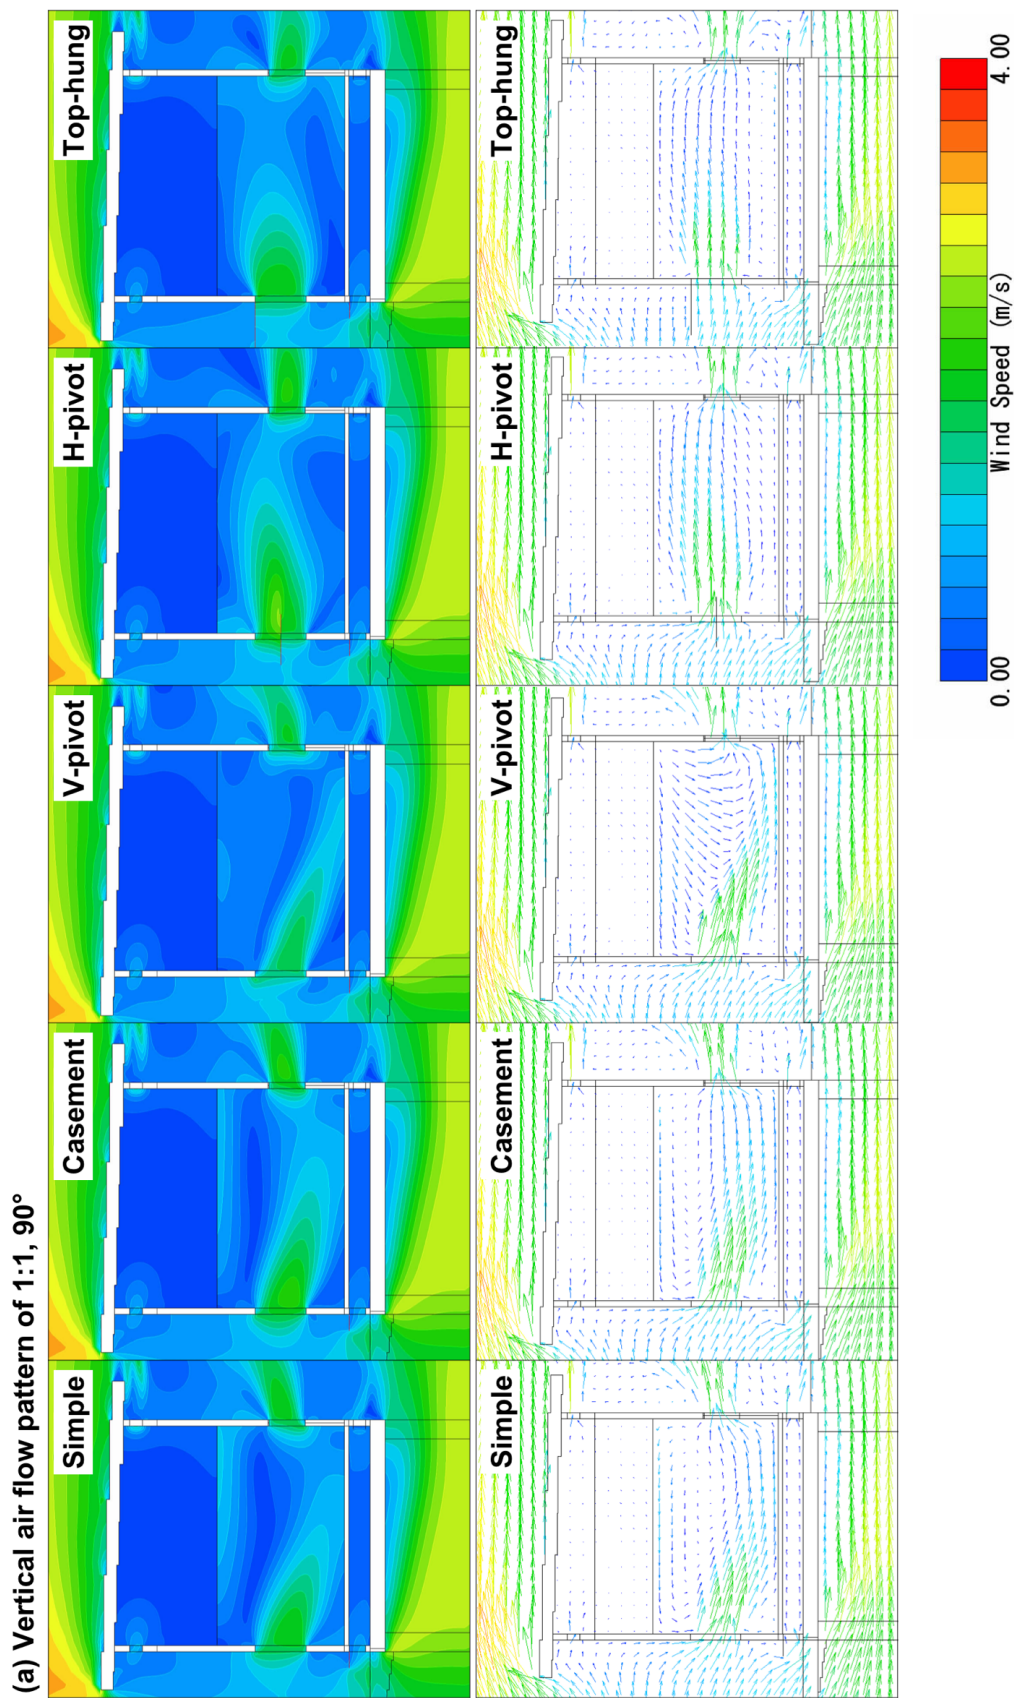 (a) Vertical air flow pattern of 1:1, 90°
Simple
Casement
V-pivot
H-pivot
Top-hung
Simple
Casement
V-pivot
H-pivot
Top-hung
0.00
4.00
Wind Speed (m/s)